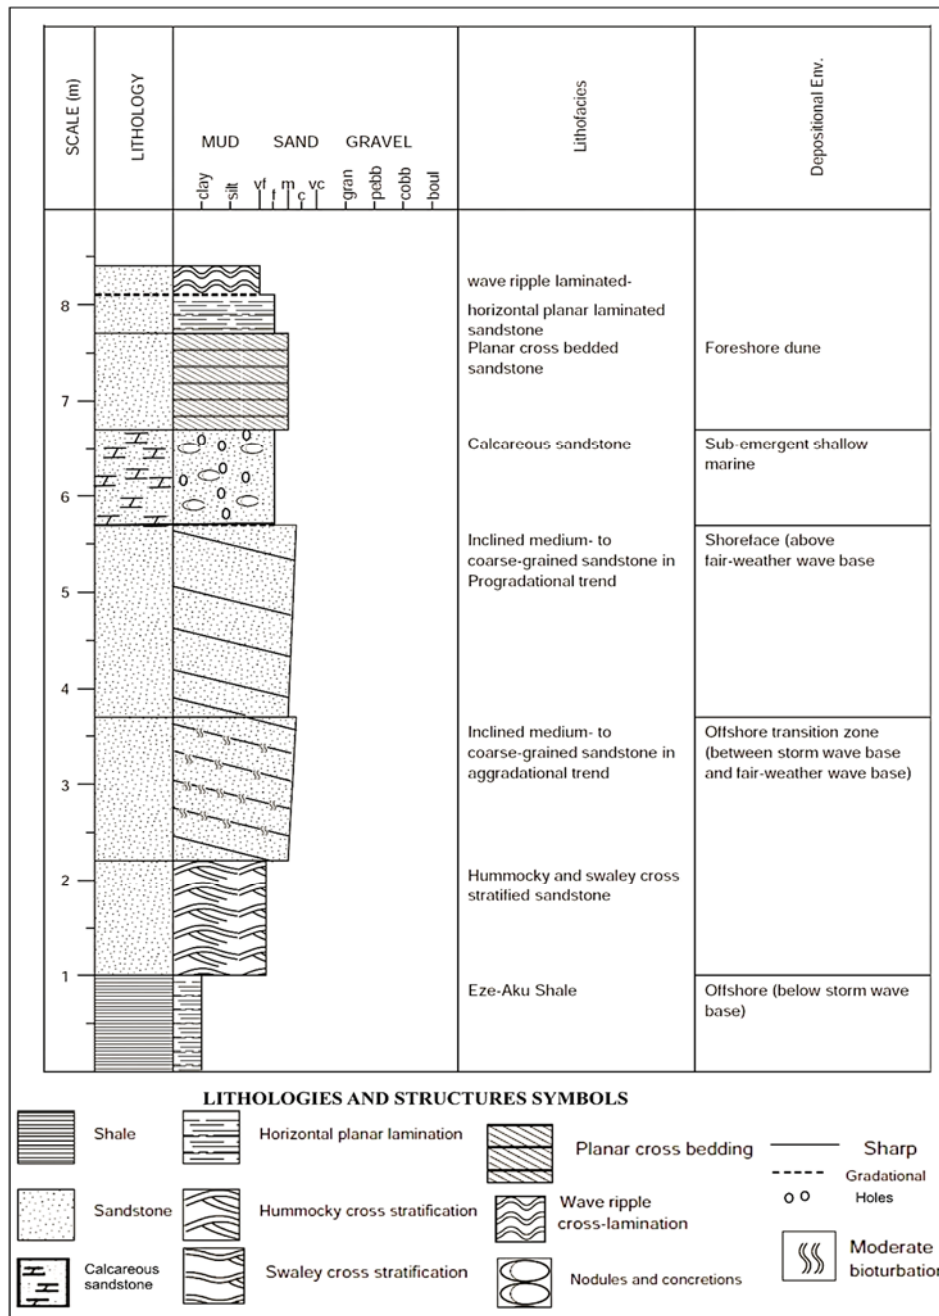 SCALE (m)
LITHOLOGY
MUD SAND GRAVEL
clay
silt
vf
f
m
c
vc
gran
pebb
cobb
boul
Lithofacies
Depositional Env.
8
7
6
5
4
3
2
1
wave ripple laminated-
horizontal planar laminated
sandstone
Planar cross bedded
sandstone
Foreshore dune
Calcareous sandstone
Sub-emergent shallow
marine
Inclined medium- to
coarse-grained sandstone in
Progradational trend
Shoreface (above
fair-weather wave base
Inclined medium- to
coarse-grained sandstone in
aggradational trend
Offshore transition zone
(between storm wave base
and fair-weather wave base)
Hummocky and swaley cross
stratified sandstone
Eze-Aku Shale
Offshore (below storm wave
base)
LITHOLOGIES AND STRUCTURES SYMBOLS
Shale
Horizontal planar lamination
Planar cross bedding
Sharp
Gradational
Holes
Sandstone
Hummocky cross stratification
Wave ripple
cross-lamination
Moderate
bioturbation
Calcareous
sandstone
Swaley cross stratification
Nodules and concretions